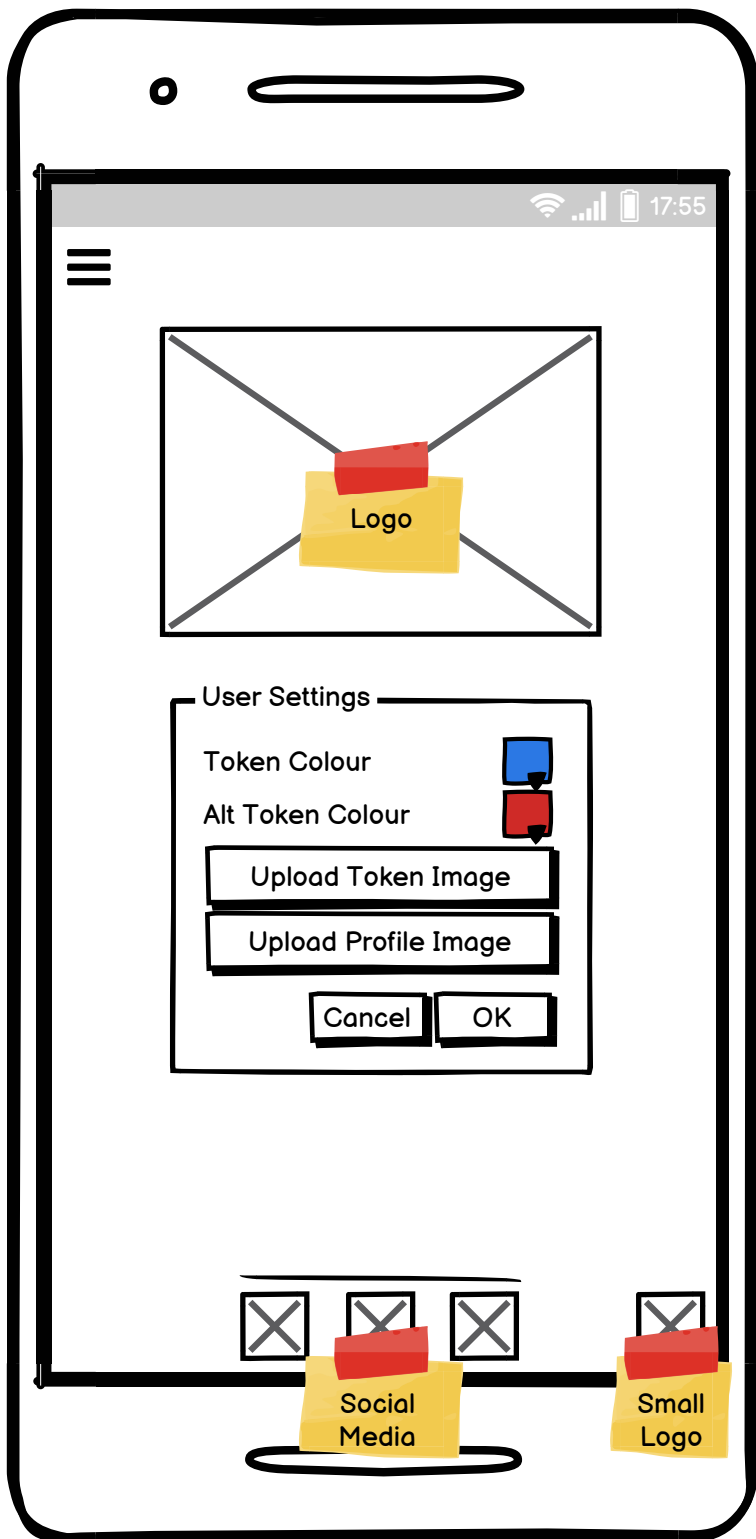 17:55
Logo
User Settings
Token Colour
Alt Token Colour
Upload Token Image
Upload Profile Image
Cancel
OK
Social
Media
Small
Logo